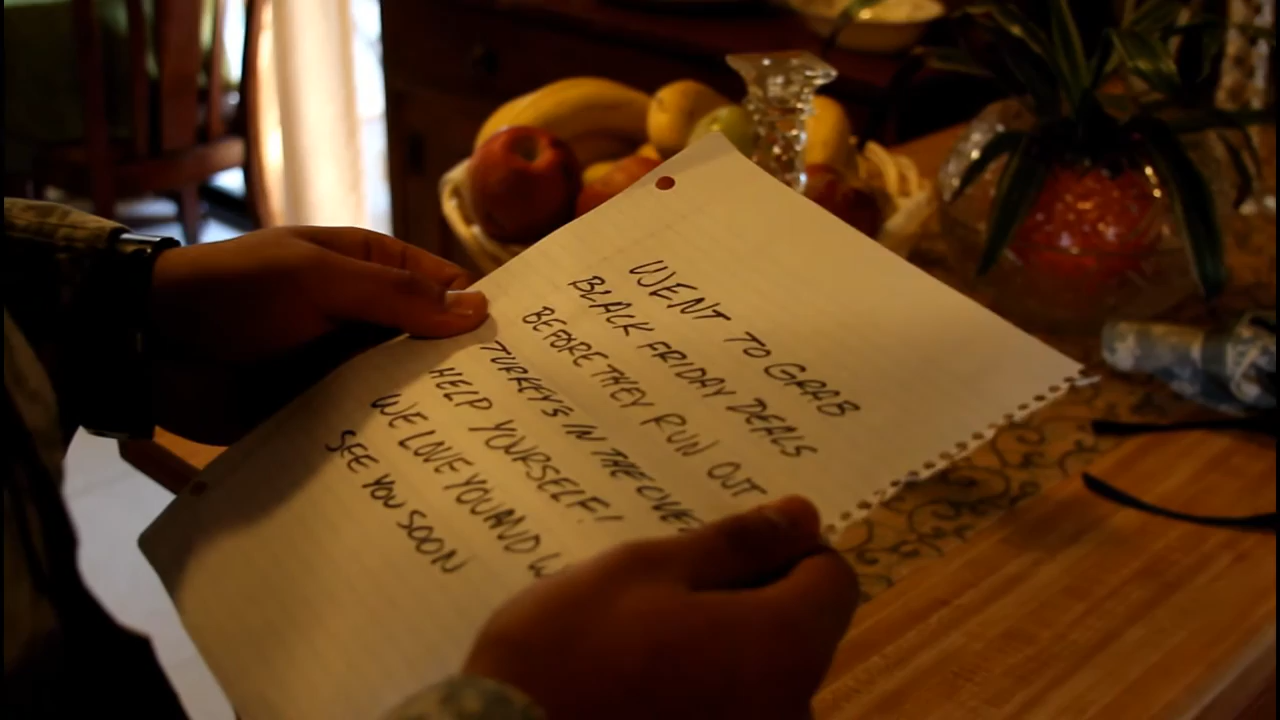 WENT TO GRAB
BLACK FRIDAY DEALS
BEFORE THEY RUN OUT
TURKEY'S IN THE
HELP YOURSELF!
WE LOVE YOU AND
SEE YOU SOON